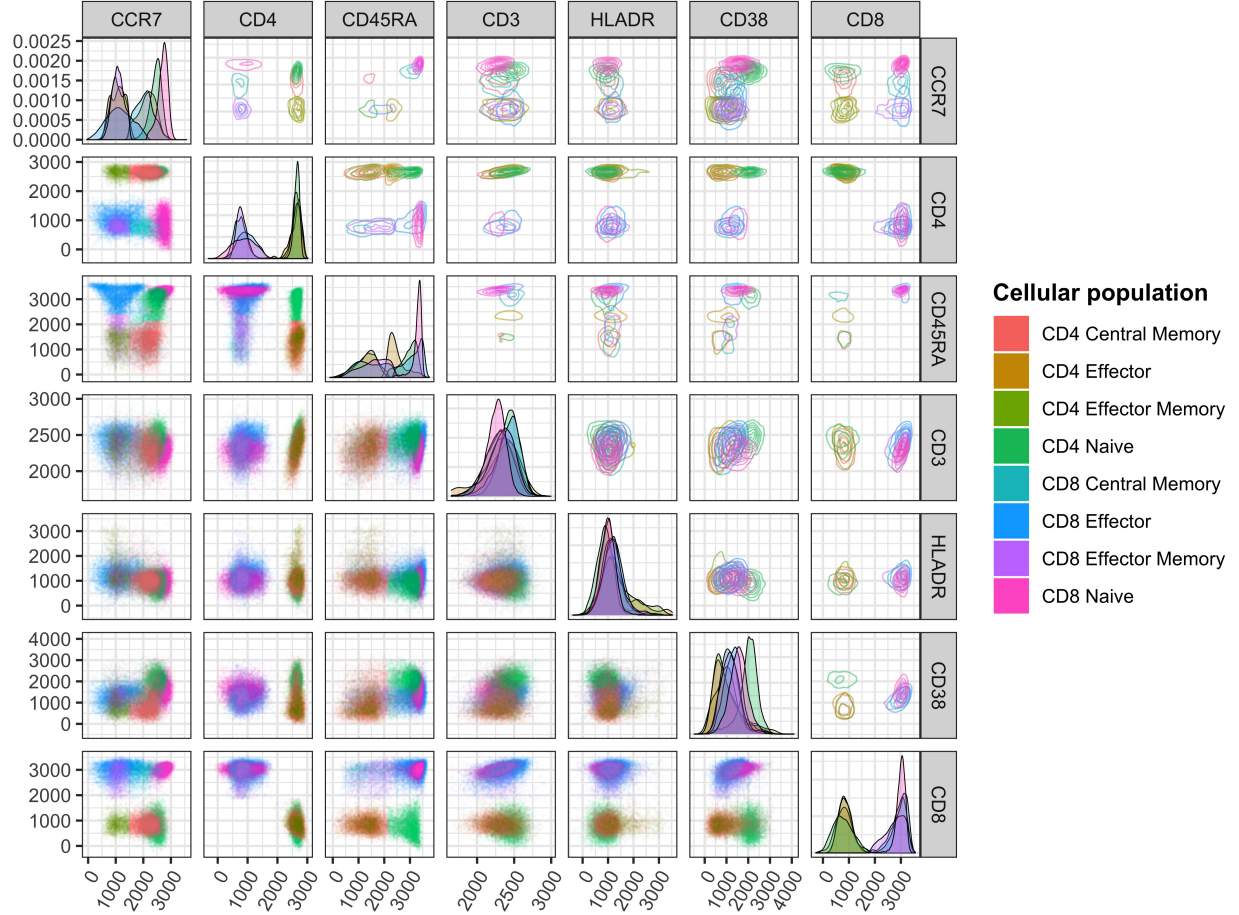 CCR7 CD4 CD45RA CD3 HLADR CD38 CD8
0.0025
0.0020
0.0015
0.0010
0.0005
0.0000
CCR7
3000
2000
1000
0
CD4
3000
2000
1000
0
CD45RA
3000
2500
2000
CD3
3000
2000
1000
0
HLADR
4000
3000
2000
1000
0
CD38
3000
2000
1000
0
CD8
0 1000 2000 3000 0 1000 2000 3000 0 1000 2000 3000 2000 2500 3000 0 1000 2000 3000 0 1000 2000 3000 4000 0 1000 2000 3000
Cellular population
CD4 Central Memory
CD4 Effector
CD4 Effector Memory
CD4 Naive
CD8 Central Memory
CD8 Effector
CD8 Effector Memory
CD8 Naive